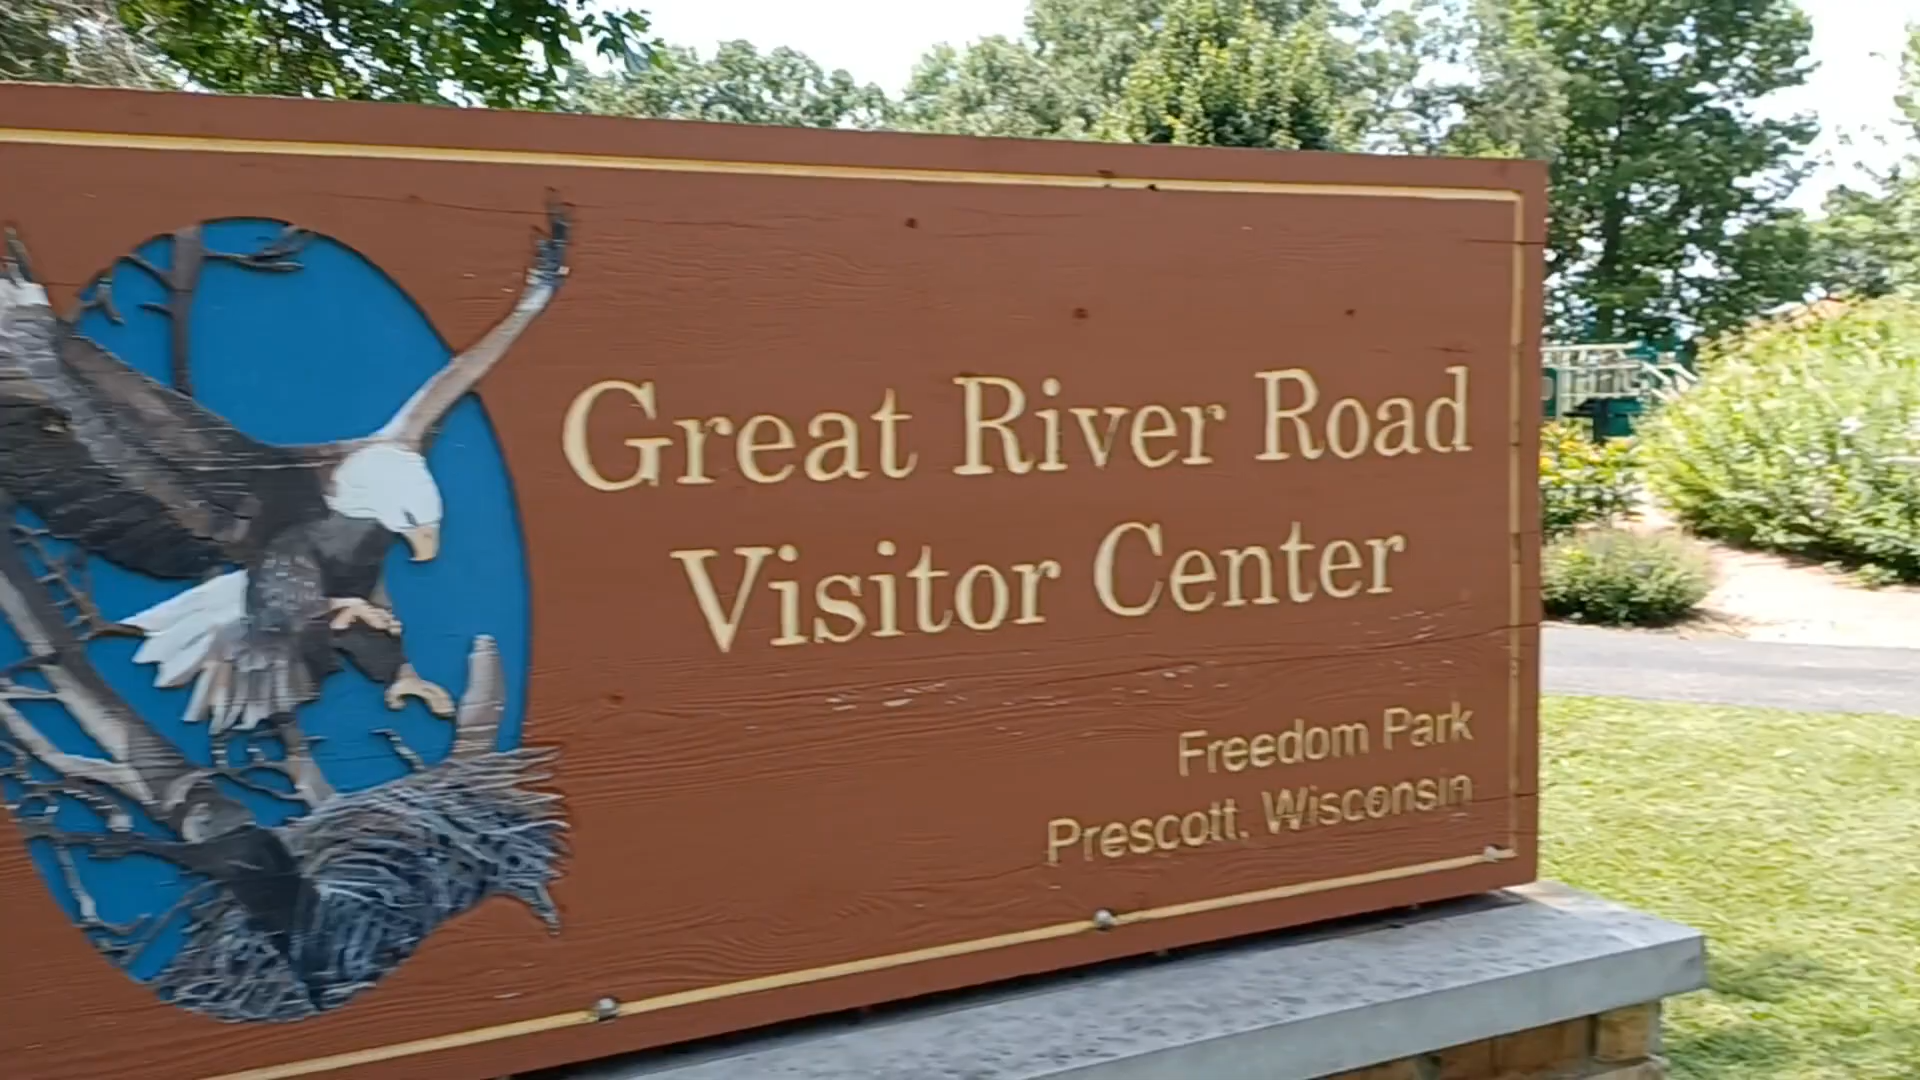 Great River Road
Visitor Center
Freedom Park
Prescott, Wisconsin